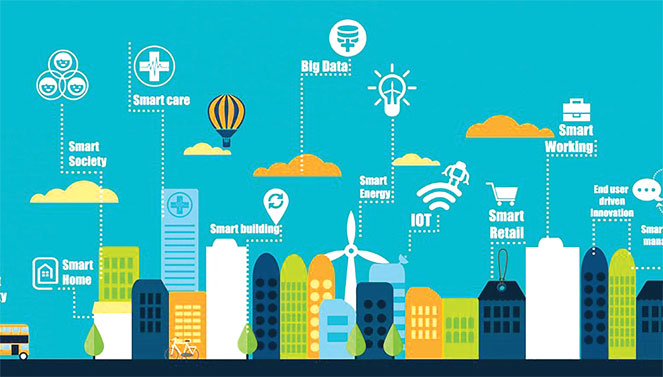 Big Data
Smart care
Smart
Working
Smart
Society
Smart
Energy
End user
driven
innovation
Smart building
IOT
Smart
Retail
Smart
Home